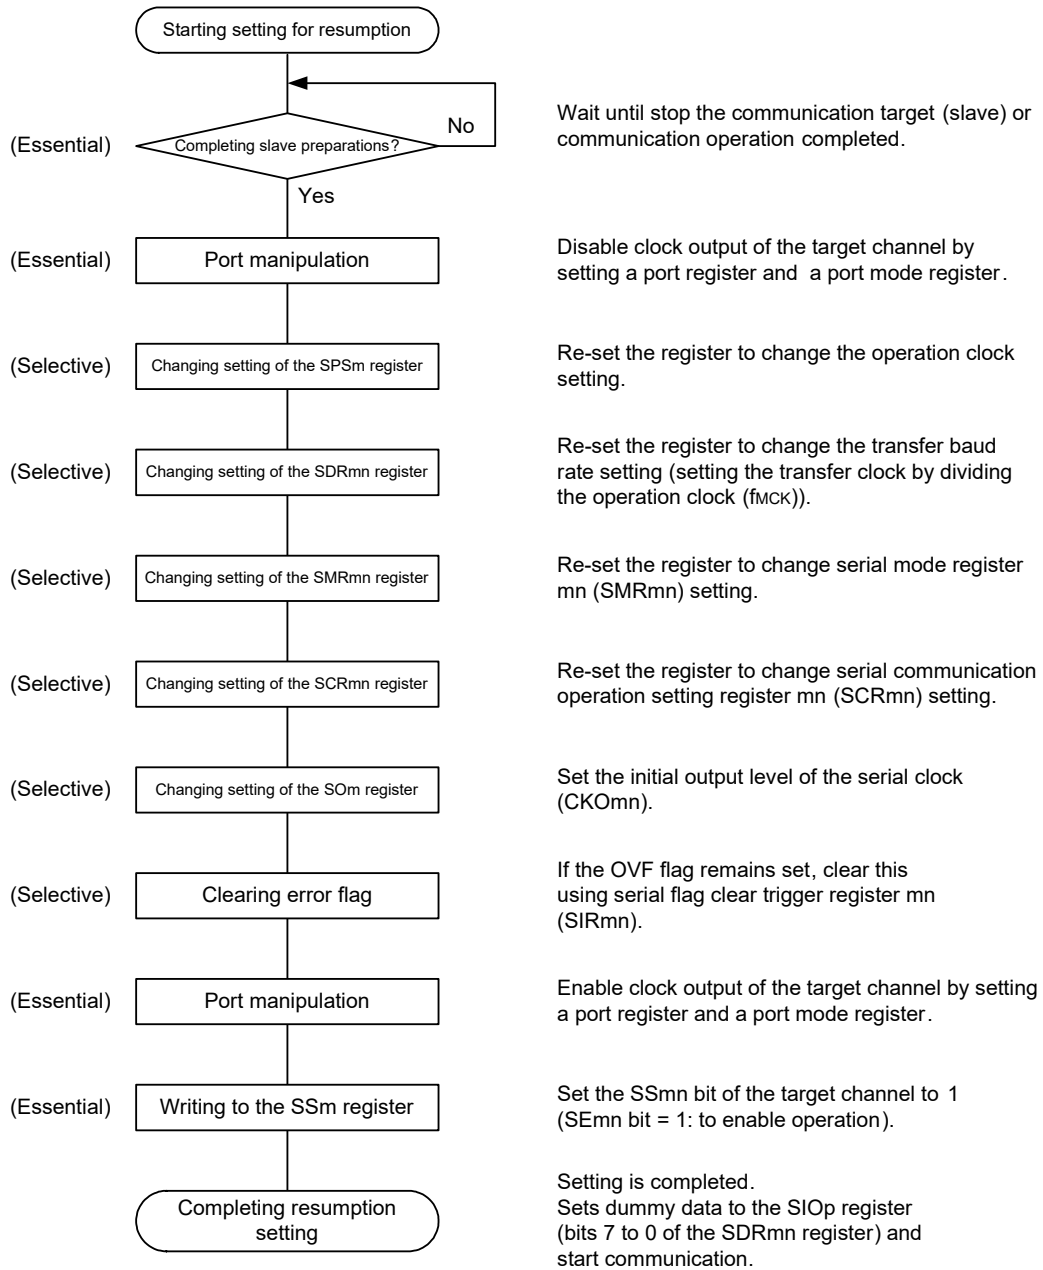 Starting setting for resumption
(Essential)
Completing slave preparations?
No
Yes
Wait until stop the communication target (slave) or
communication operation completed.
(Essential)
Port manipulation
Disable clock output of the target channel by
setting a port register and a port mode register.
(Selective)
Changing setting of the SPSm register
Re-set the register to change the operation clock
setting.
(Selective)
Changing setting of the SDRmn register
Re-set the register to change the transfer baud
rate setting (setting the transfer clock by dividing
the operation clock (fMCK)).
(Selective)
Changing setting of the SMRmn register
Re-set the register to change serial mode register
mn (SMRmn) setting.
(Selective)
Changing setting of the SCRmn register
Re-set the register to change serial communication
operation setting register mn (SCRmn) setting.
(Selective)
Changing setting of the SOm register
Set the initial output level of the serial clock
(CKOmn).
(Selective)
Clearing error flag
If the OVF flag remains set, clear this
using serial flag clear trigger register mn
(SIRmn).
(Essential)
Port manipulation
Enable clock output of the target channel by setting
a port register and a port mode register.
(Essential)
Writing to the SSm register
Set the SSmn bit of the target channel to 1
(SEmn bit = 1: to enable operation).
Completing resumption
setting
Setting is completed.
Sets dummy data to the SIOp register
(bits 7 to 0 of the SDRmn register) and
start communication.